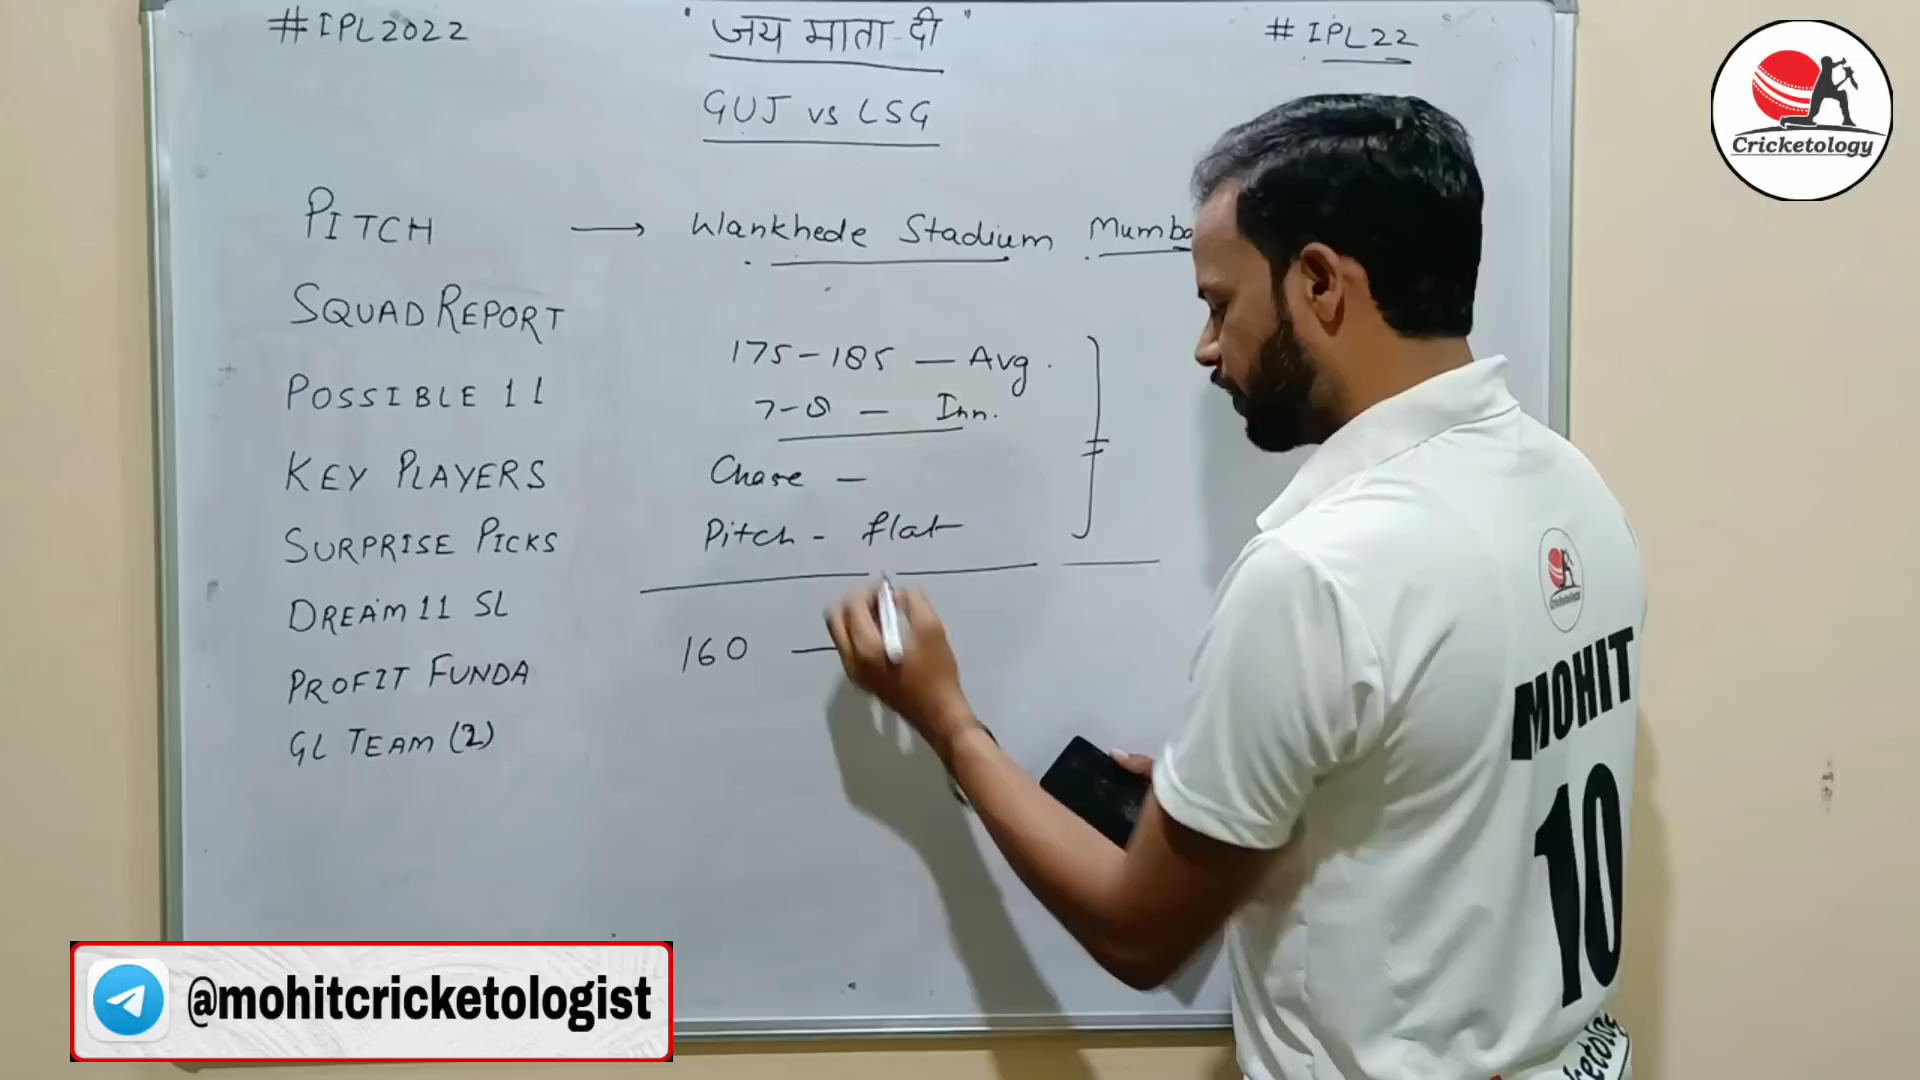 #IPL2022
"जय माता दी"
#IPL22
GUJ vs LSG
PITCH → Wankhede Stadium Mumba
SQUAD REPORT
POSSIBLE 11
KEY PLAYERS
SURPRISE PICKS
DREAM11 SL
PROFIT FUNDA
GL TEAM (2)
175-185 - Avg.
7-8 - Inn.
Chase -
Pitch - flat
160 -
Cricketology
MOHIT
10
@mohitcricketologist